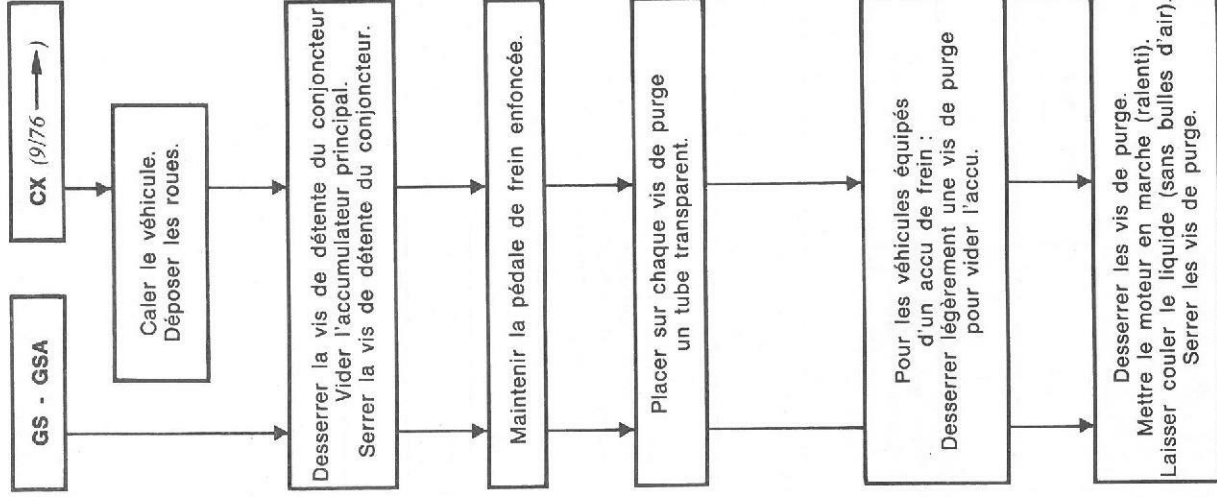 GS - GSA
CX (9/76 →)
Caler le véhicule.
Déposer les roues.
Desserrer la vis de détente du conjoncteur
Vider l'accumulateur principal.
Serrer la vis de détente du conjoncteur.
Maintenir la pédale de frein enfoncée.
Placer sur chaque vis de purge
un tube transparent.
Pour les véhicules équipés
d'un accu de frein :
Desserrer légèrement une vis de purge
pour vider l'accu.
Desserrer les vis de purge.
Mettre le moteur en marche (ralenti).
Laisser couler le liquide (sans bulles d'air).
Serrer les vis de purge.